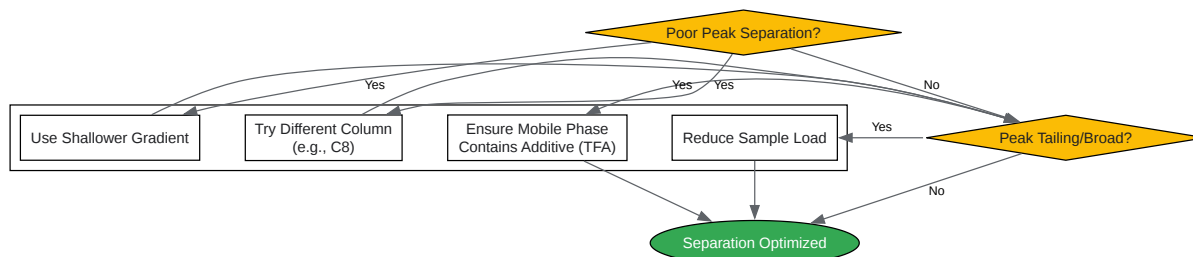 Poor Peak Separation?
Yes
Yes
Yes
No
Use Shallower Gradient
Try Different Column
(e.g., C8)
Ensure Mobile Phase
Contains Additive (TFA)
Reduce Sample Load
Yes
Peak Tailing/Broad?
No
Separation Optimized